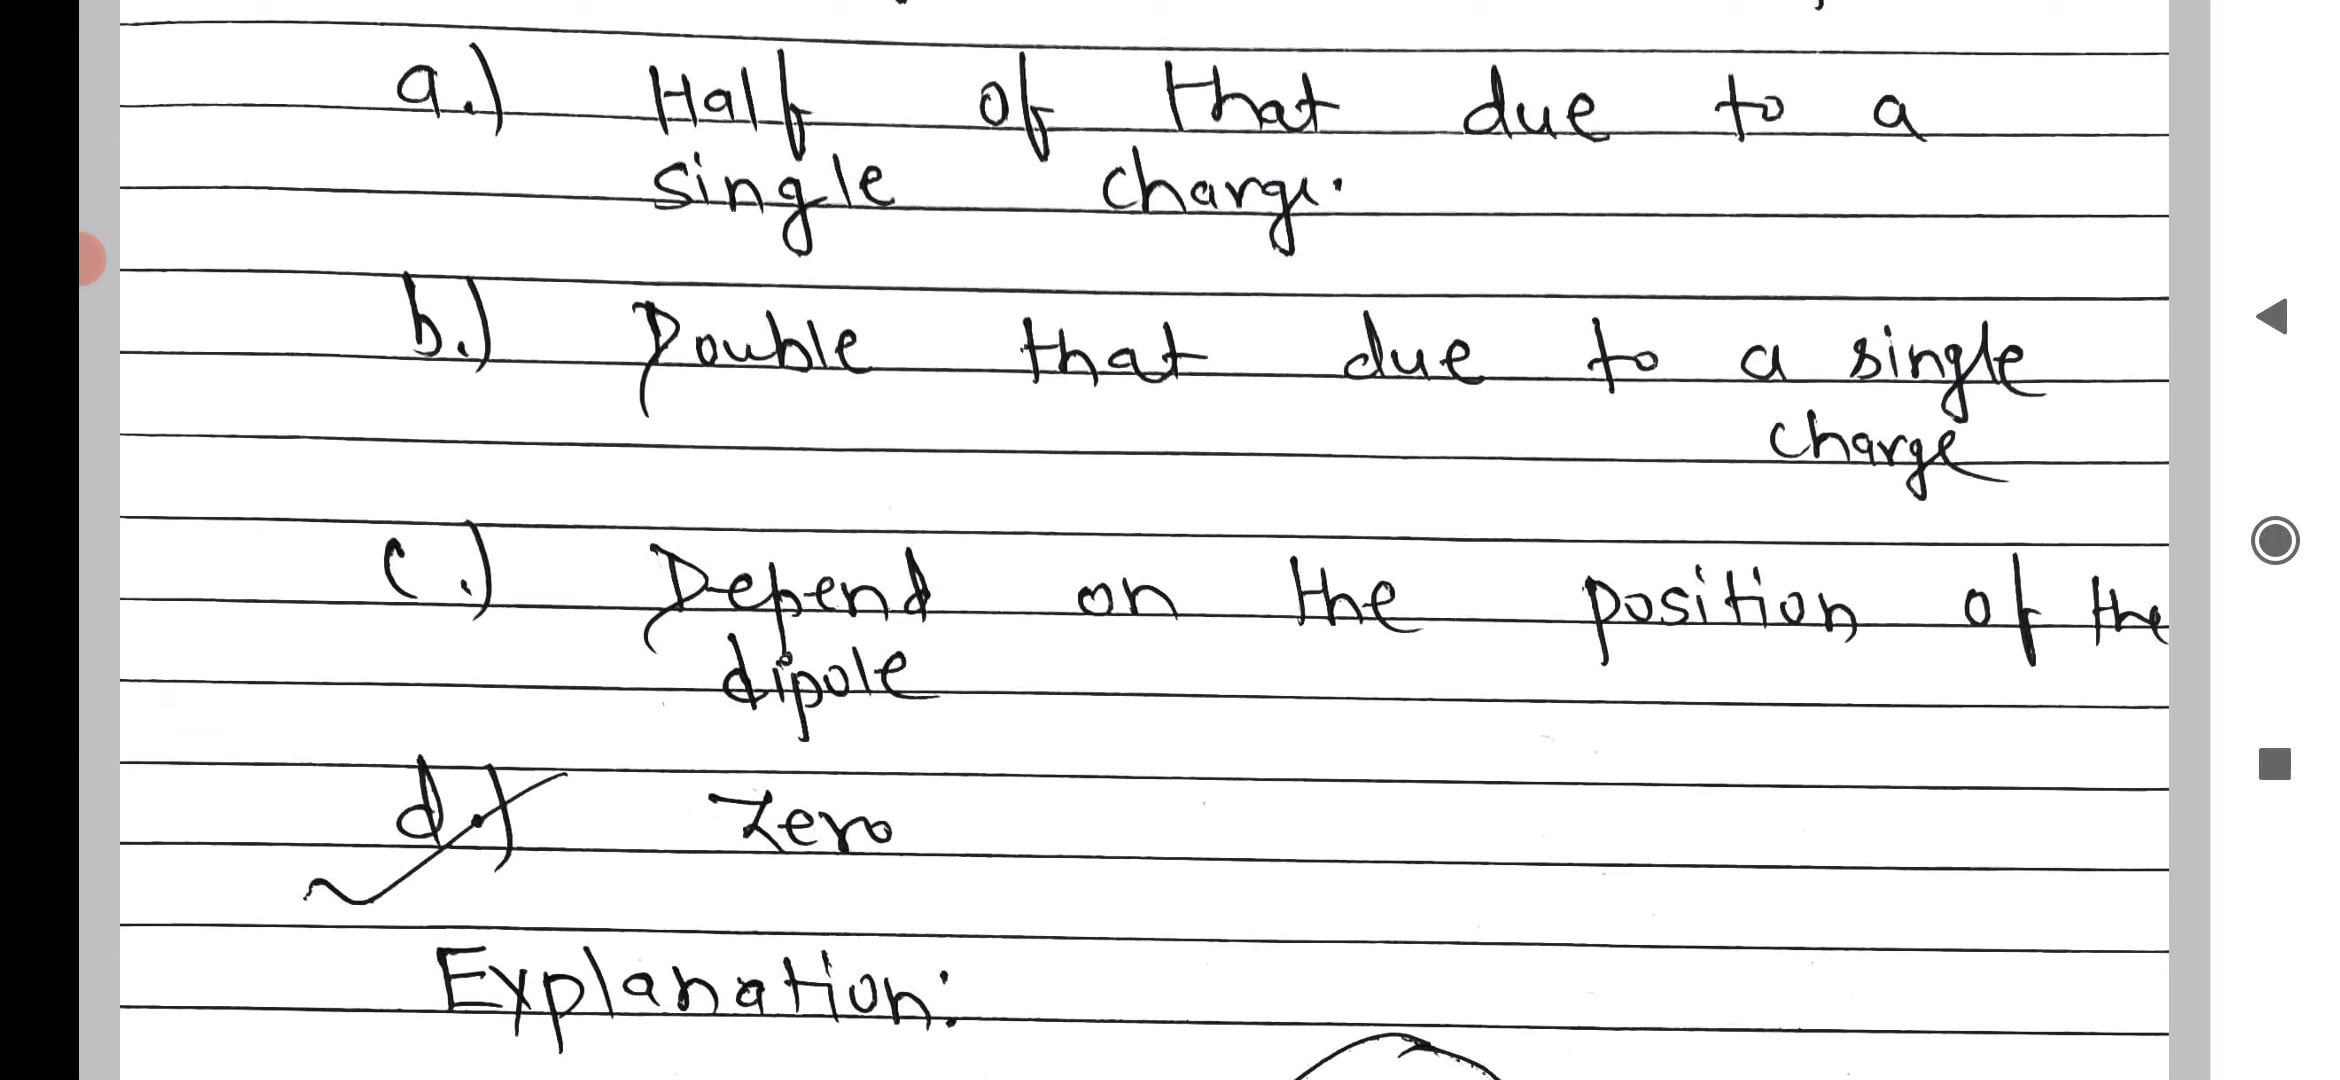 a.) Half of that due to a
single charge.
b.) Double that due to a single
charge
c.) Depend on the position of the
dipole
d.) Zero
Explanation: